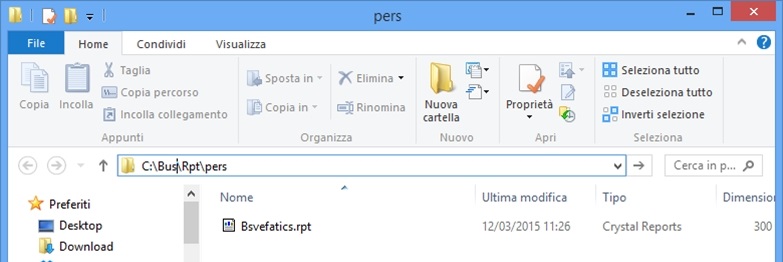 pers
File Home Condividi Visualizza
Copia
Incolla
Taglia
Copia percorso
Incolla collegamento
Appunti
Sposta in
Copia in
Elimina
Rinomina
Organizza
Nuova
cartella
Nuovo
Proprietà
Apri
Seleziona tutto
Deseleziona tutto
Inverti selezione
Seleziona
C:\Bus\Rpt\pers
Cerca in p...
Preferiti
Desktop
Download
Nome Ultima modifica Tipo Dimension
Bsvefatics.rpt 12/03/2015 11:26 Crystal Reports 300